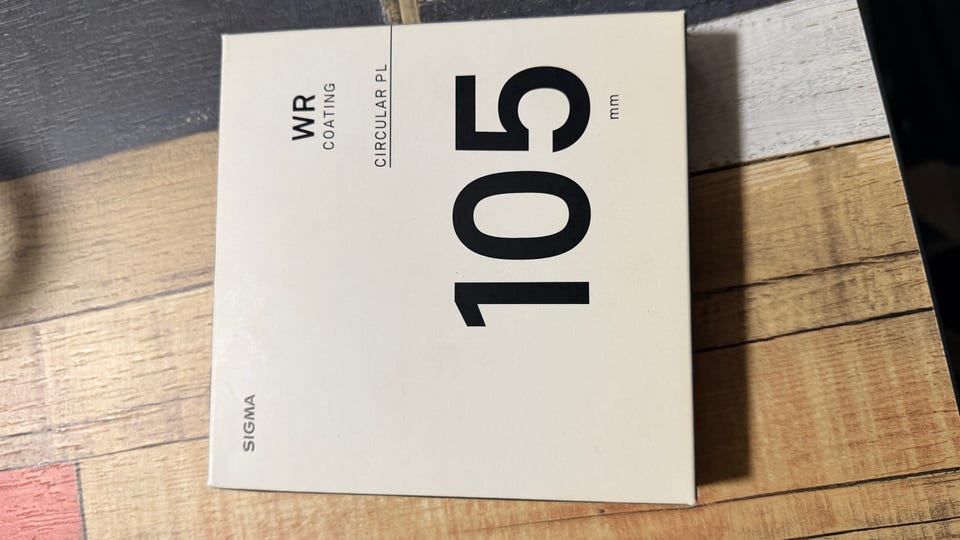 SIGMA
WR
COATING
CIRCULAR PL
105
mm